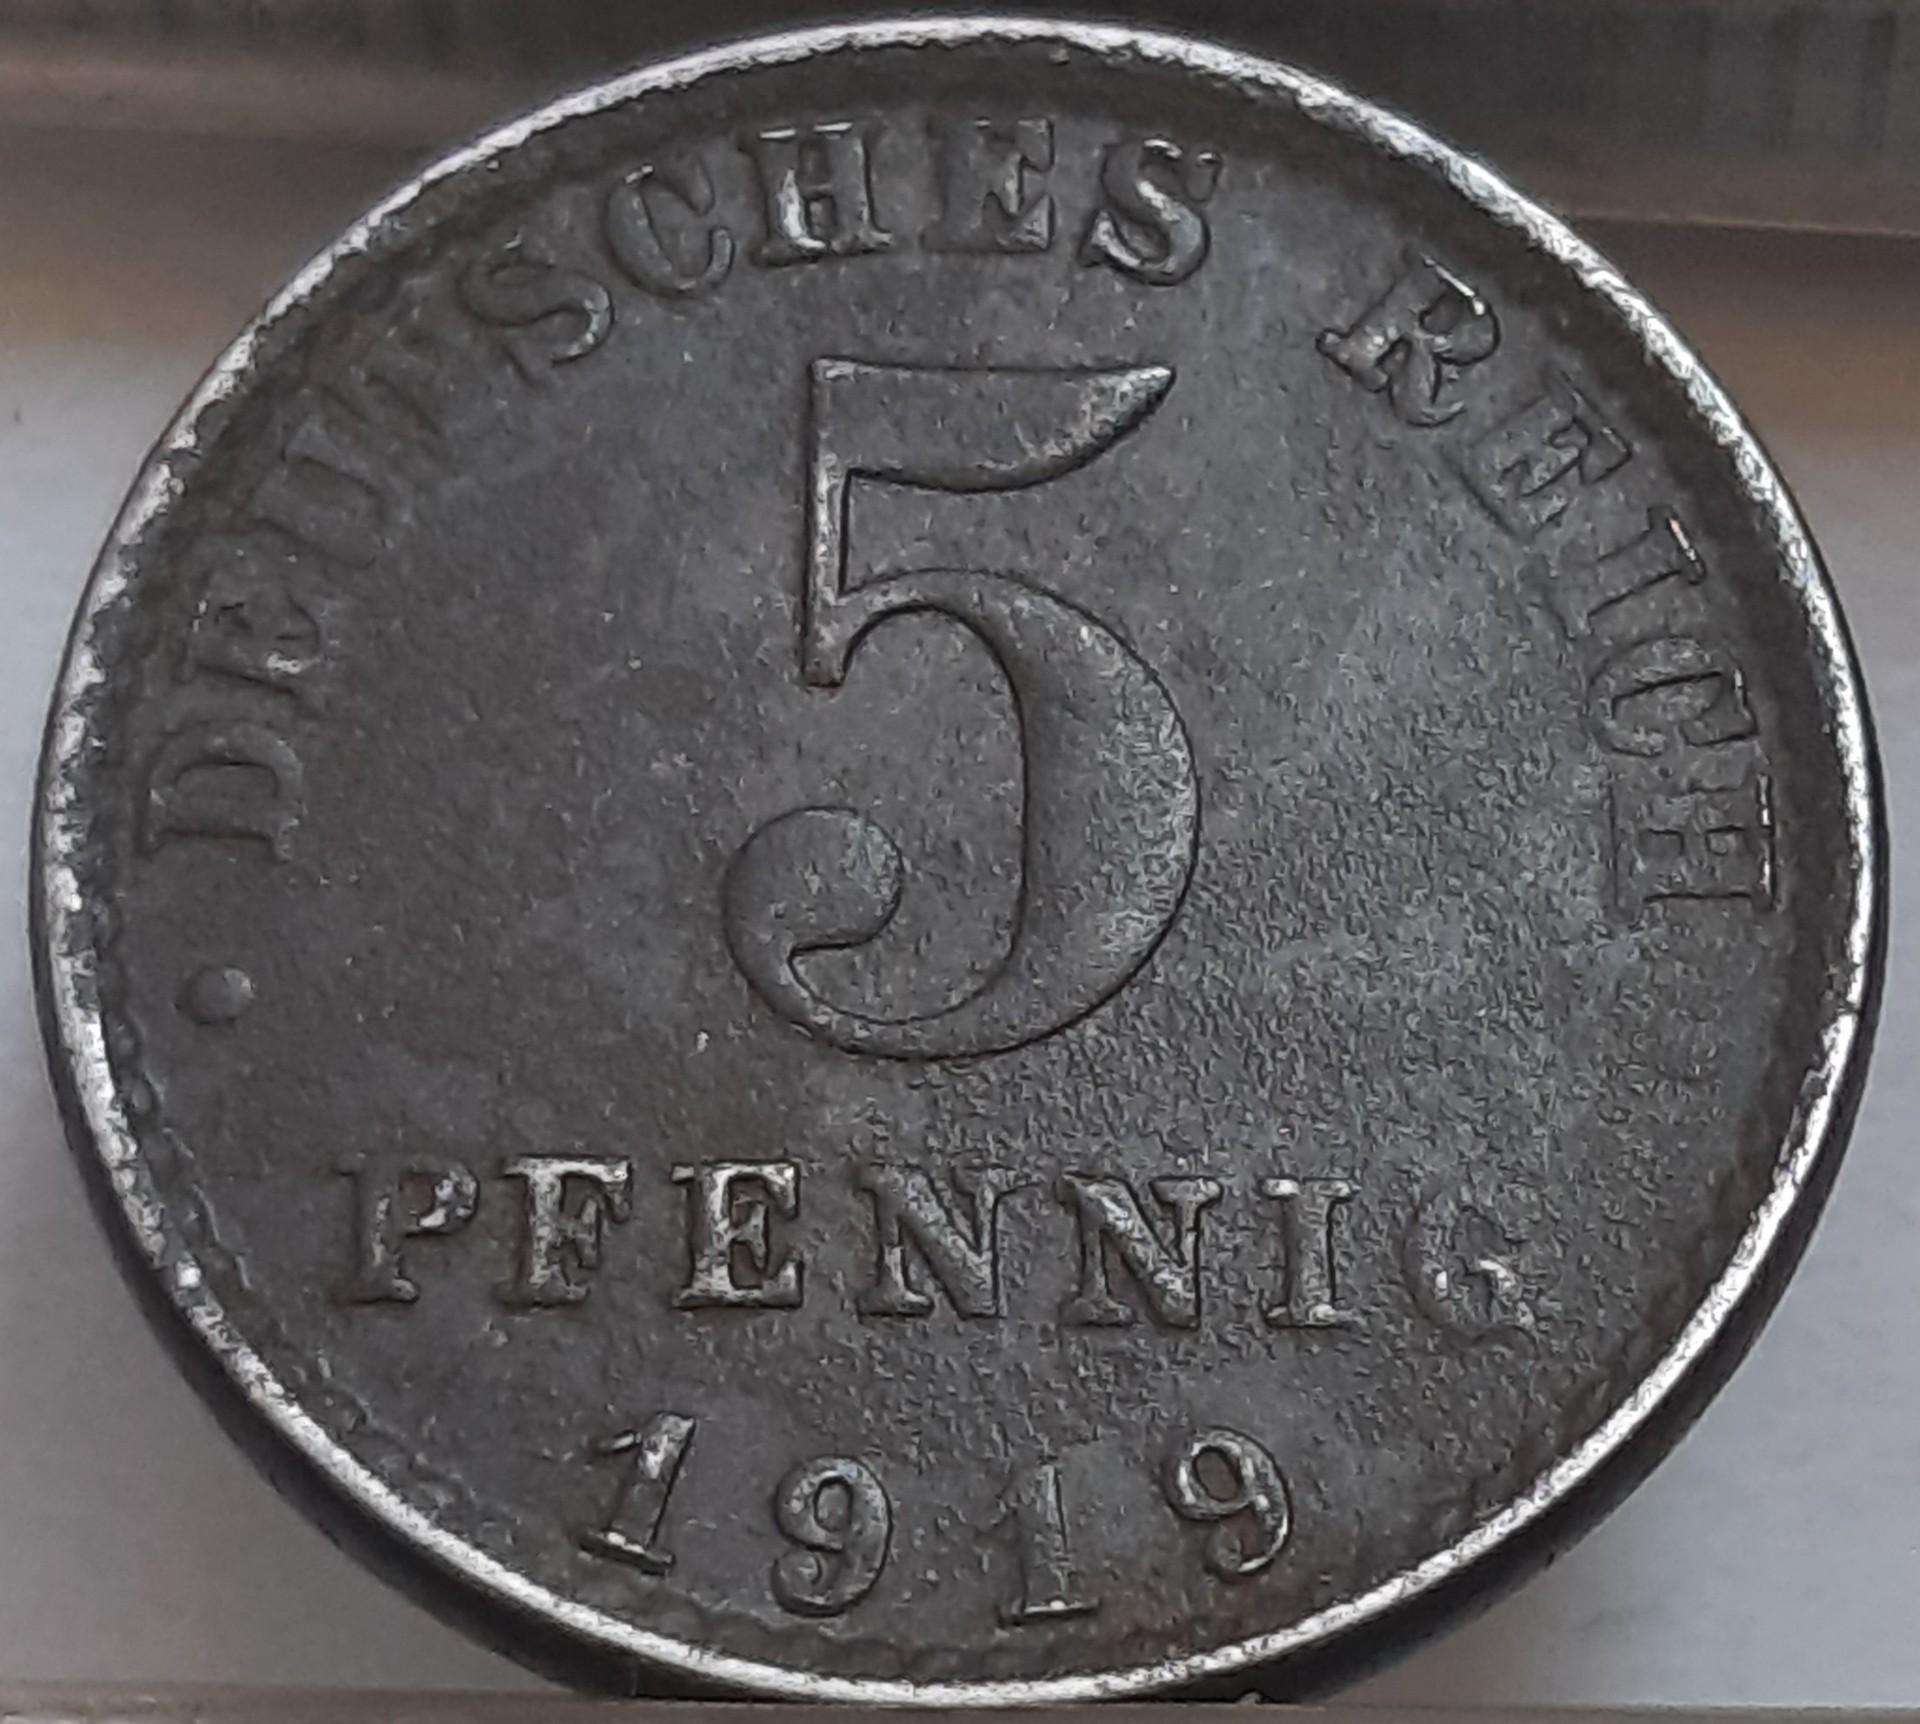 DEUTSCHES REICH
5
PFENNIG
1919